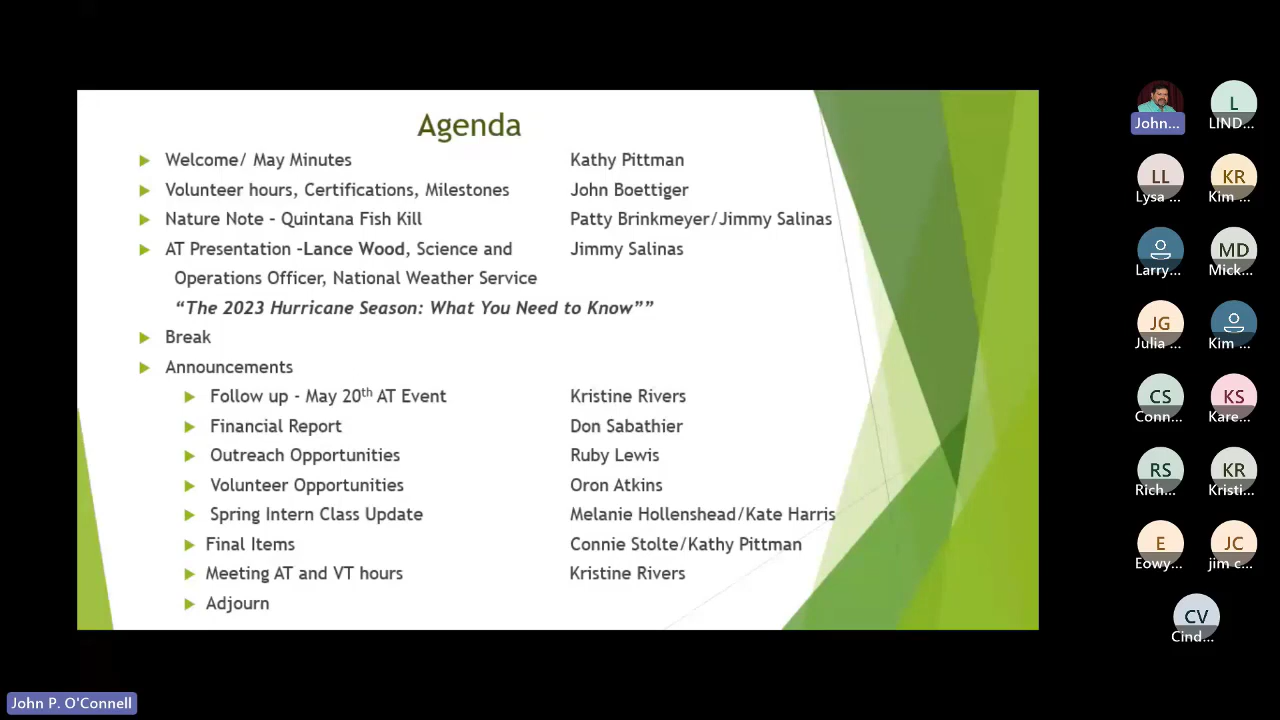 Agenda
Welcome/ May Minutes Kathy Pittman
Volunteer hours, Certifications, Milestones John Boettiger
Nature Note – Quintana Fish Kill Patty Brinkmeyer/Jimmy Salinas
AT Presentation –Lance Wood, Science and Jimmy Salinas
Operations Officer, National Weather Service
“The 2023 Hurricane Season: What You Need to Know””
Break
Announcements
Follow up - May 20th AT Event Kristine Rivers
Financial Report Don Sabathier
Outreach Opportunities Ruby Lewis
Volunteer Opportunities Oron Atkins
Spring Intern Class Update Melanie Hollenshead/Kate Harris
Final Items Connie Stolte/Kathy Pittman
Meeting AT and VT hours Kristine Rivers
Adjourn
John...
L
LIND...
LL
Lysa ...
KR
Kim ...
Larry...
MD
Mick...
JG
Julia ...
Kim ...
CS
Conn...
KS
Kare...
RS
Rich...
KR
Kristi...
E
Eowy...
JC
jim c...
CV
Cind...
John P. O'Connell